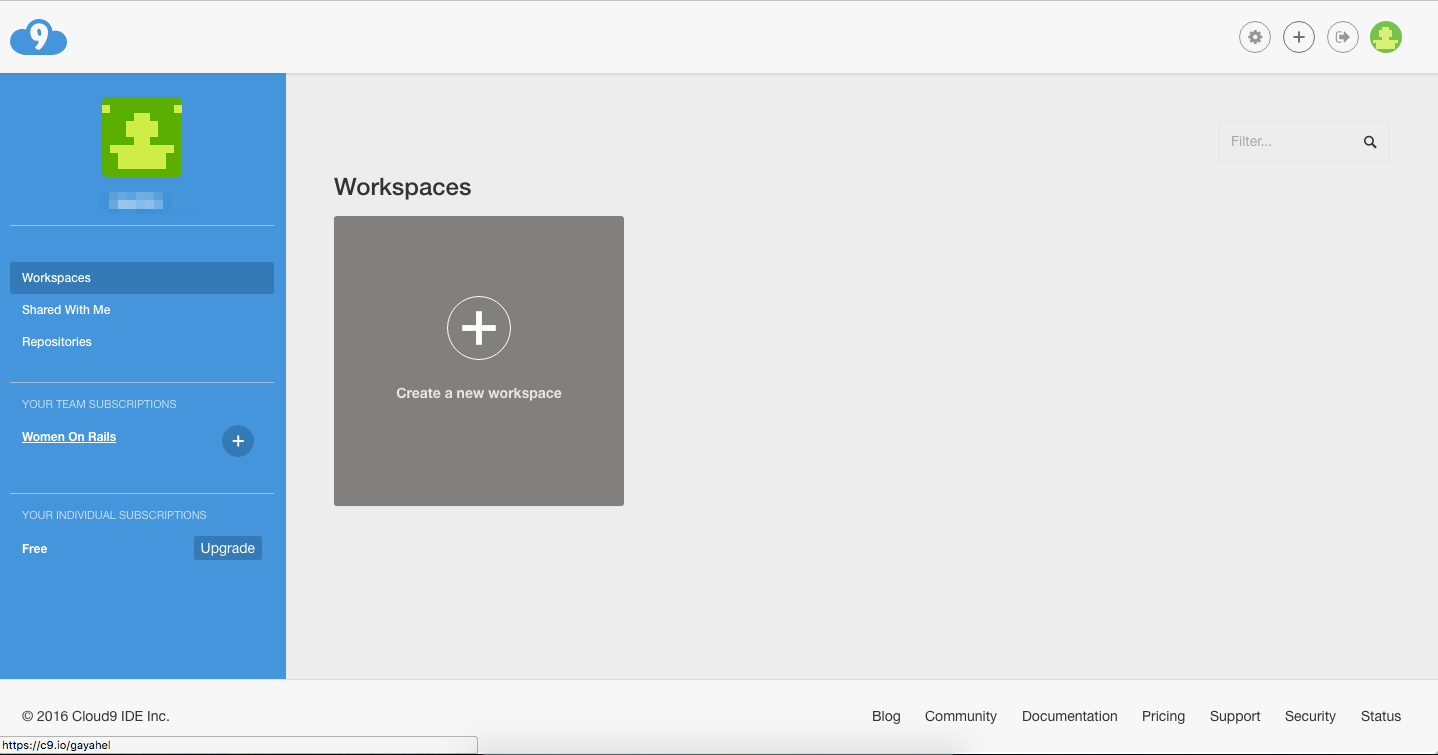 9
Filter...
Workspaces
Create a new workspace
Workspaces
Shared With Me
Repositories
YOUR TEAM SUBSCRIPTIONS
Women On Rails
YOUR INDIVIDUAL SUBSCRIPTIONS
Free
Upgrade
© 2016 Cloud9 IDE Inc.
Blog Community Documentation Pricing Support Security Status
https://c9.io/gayahel